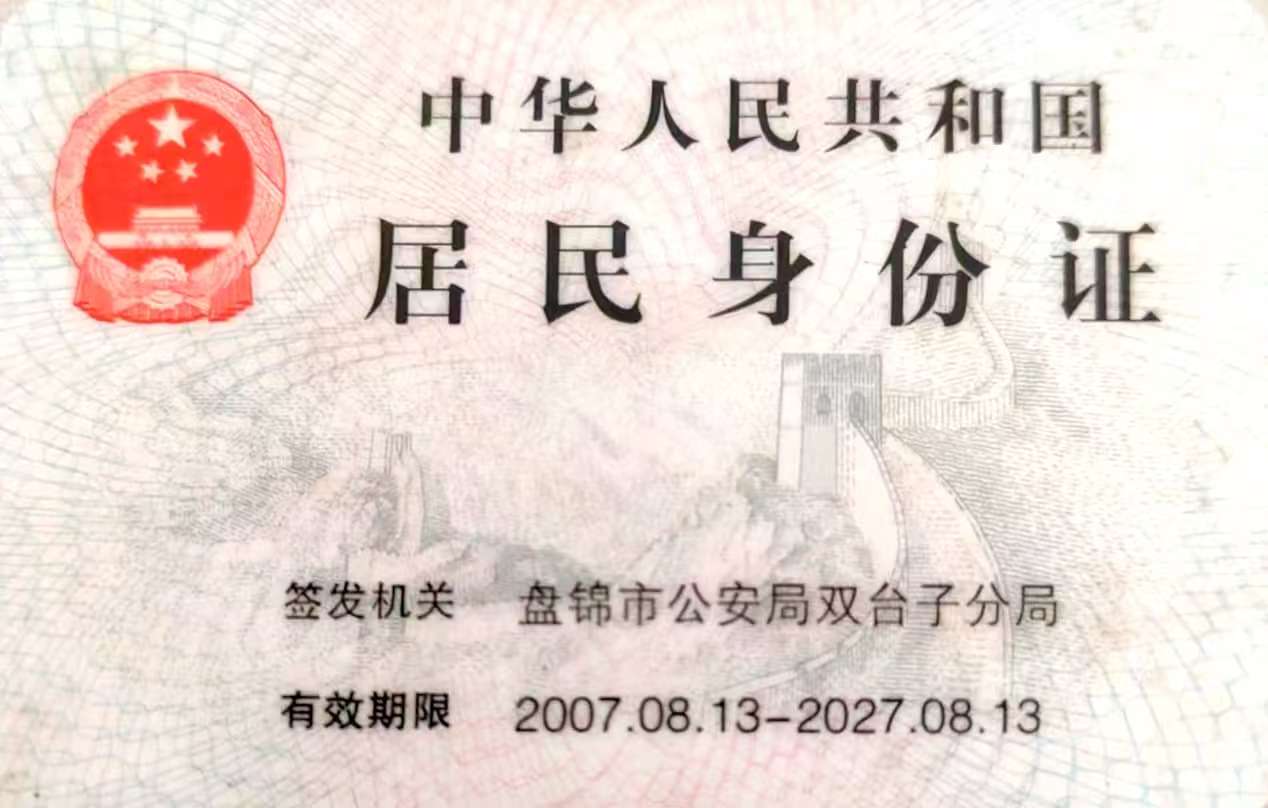 中华人民共和国
居民身份证
签发机关 盘锦市公安局双台子分局
有效期限 2007.08.13-2027.08.13